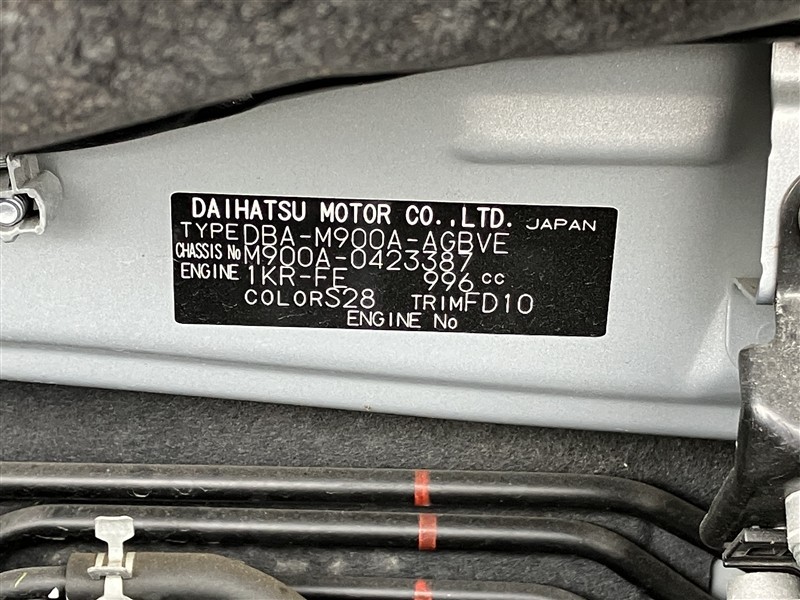 DAIHATSU MOTOR CO.,LTD. JAPAN
TYPE DBA-M900A-AGBVE
CHASSIS No M900A-0423387
ENGINE 1KR-FE 996 cc
COLOR S28 TRIM FD10
ENGINE No